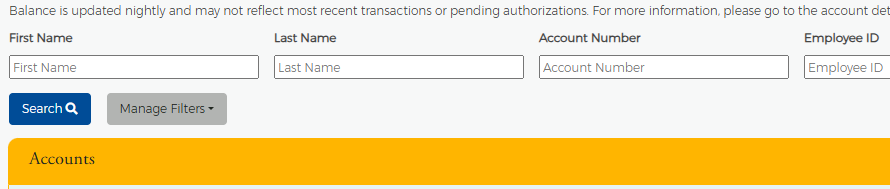 Balance is updated nightly and may not reflect most recent transactions or pending authorizations. For more information, please go to the account det
First Name Last Name Account Number Employee ID
First Name Last Name Account Number Employee ID
Search Manage Filters
Accounts